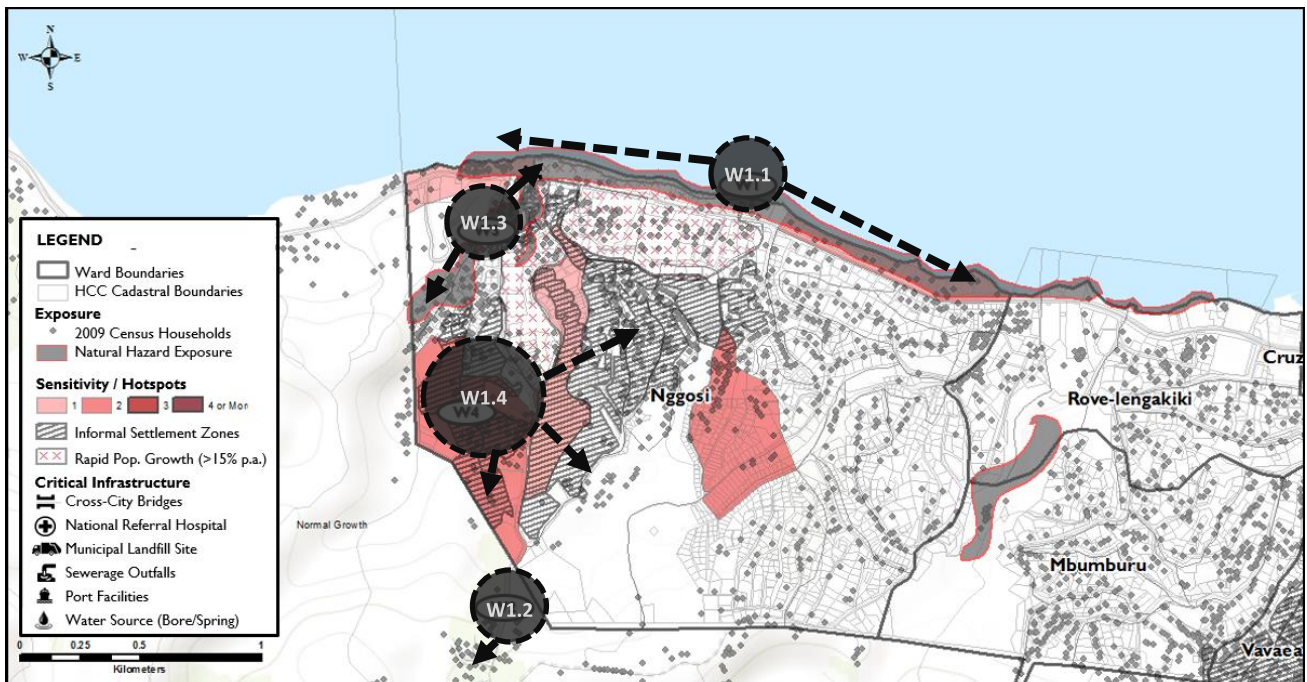 N
W E
S
W1.1
W1.3
W1.4
W4
W1.2
Nggosi
Cruz
Rove-lengakiki
Mbumburu
Vavaea
Normal Growth
LEGEND
Ward Boundaries
HCC Cadastral Boundaries
Exposure
2009 Census Households
Natural Hazard Exposure
Sensitivity / Hotspots
1 2 3 4 or Mor
Informal Settlement Zones
Rapid Pop. Growth (>15% p.a.)
Critical Infrastructure
Cross-City Bridges
National Referral Hospital
Municipal Landfill Site
Sewerage Outfalls
Port Facilities
Water Source (Bore/Spring)
0 0.25 0.5 1
Kilometers